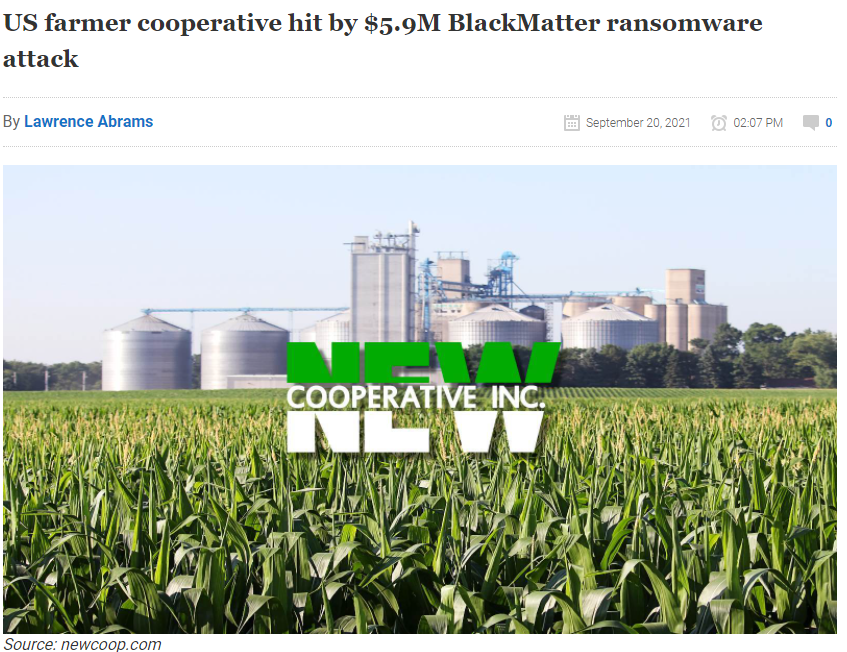 US farmer cooperative hit by $5.9M BlackMatter ransomware
attack
By Lawrence Abrams
September 20, 2021 02:07 PM 0
NEW
COOPERATIVE INC.
Source: newcoop.com